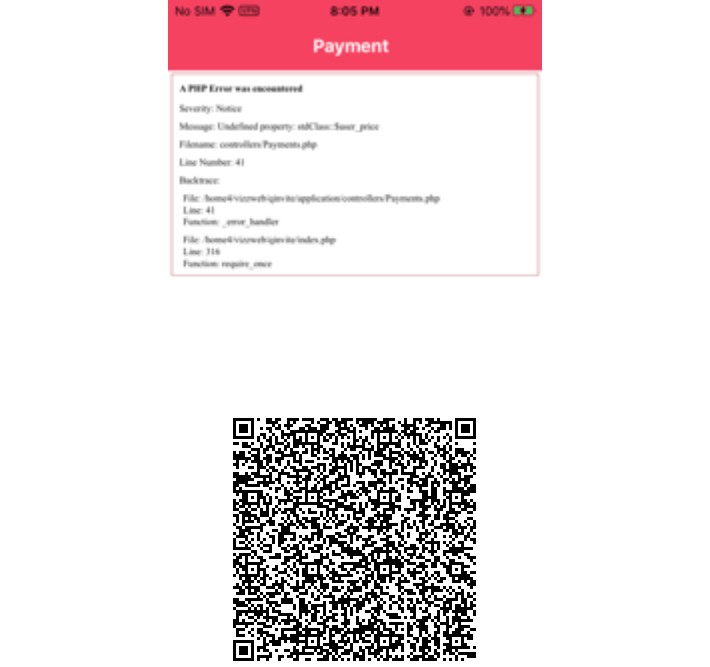 No SIM VPN 8:05 PM 100%
Payment
A PHP Error was encountered
Severity: Notice
Message: Undefined property: stdClass::$user_price
Filename: controllers/Payments.php
Line Number: 41
Backtrace:
File: /home4/vizzweb/qinvite/application/controllers/Payments.php
Line: 41
Function: _error_handler
File: /home4/vizzweb/qinvite/index.php
Line: 316
Function: require_once